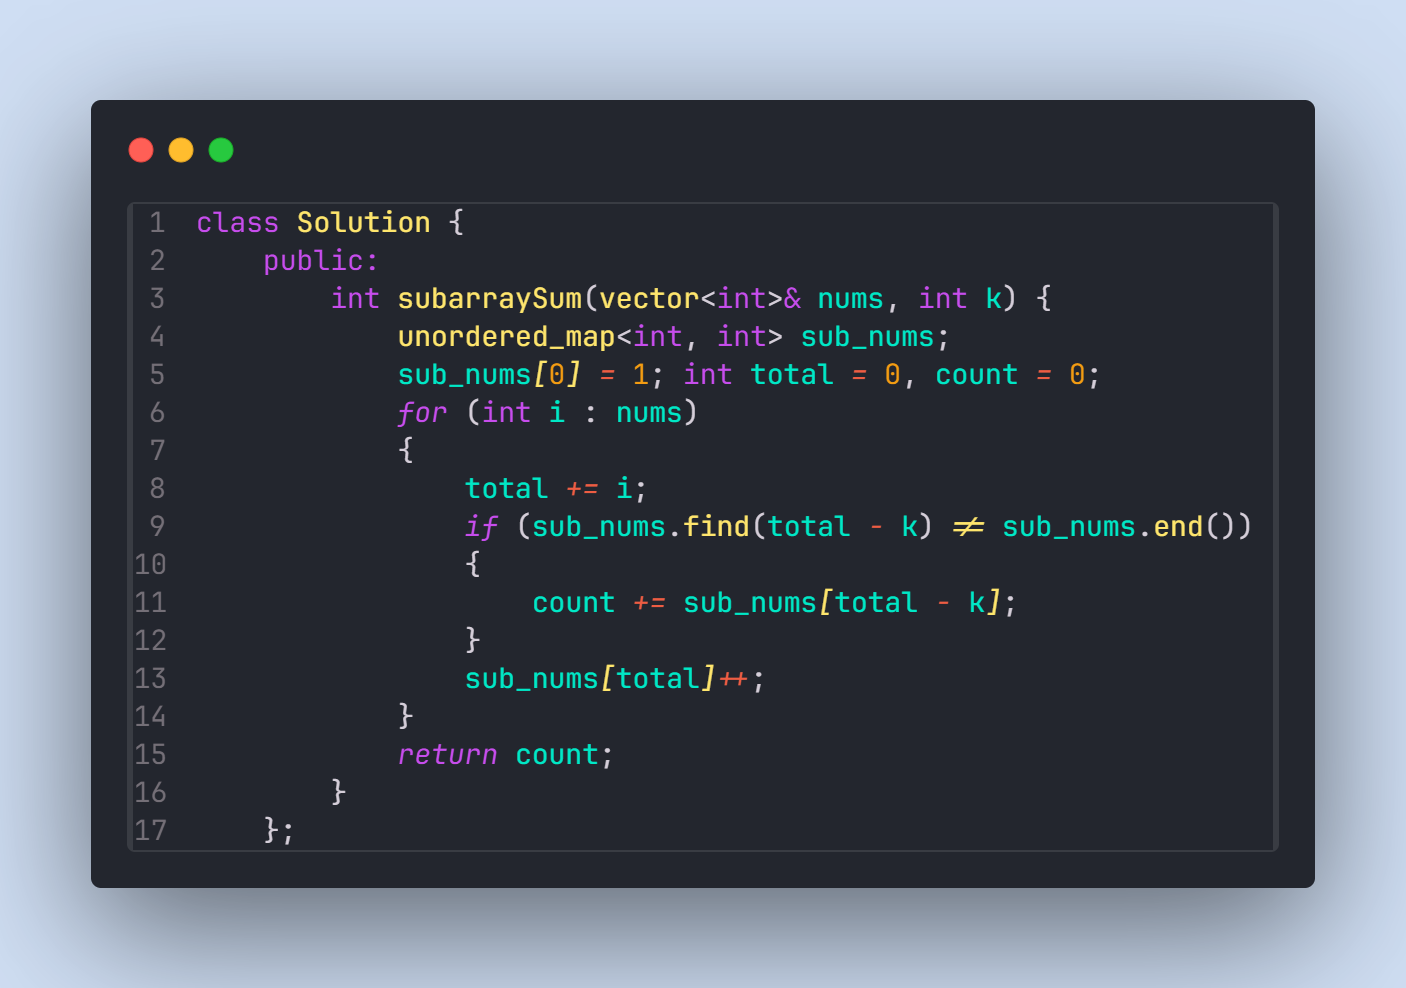 1 class Solution {
2     public:
3         int subarraySum(vector<int>& nums, int k) {
4             unordered_map<int, int> sub_nums;
5             sub_nums[0] = 1; int total = 0, count = 0;
6             for (int i : nums)
7             {
8                 total += i;
9                 if (sub_nums.find(total - k) != sub_nums.end())
10                 {
11                     count += sub_nums[total - k];
12                 }
13                 sub_nums[total]++;
14             }
15             return count;
16         }
17     };